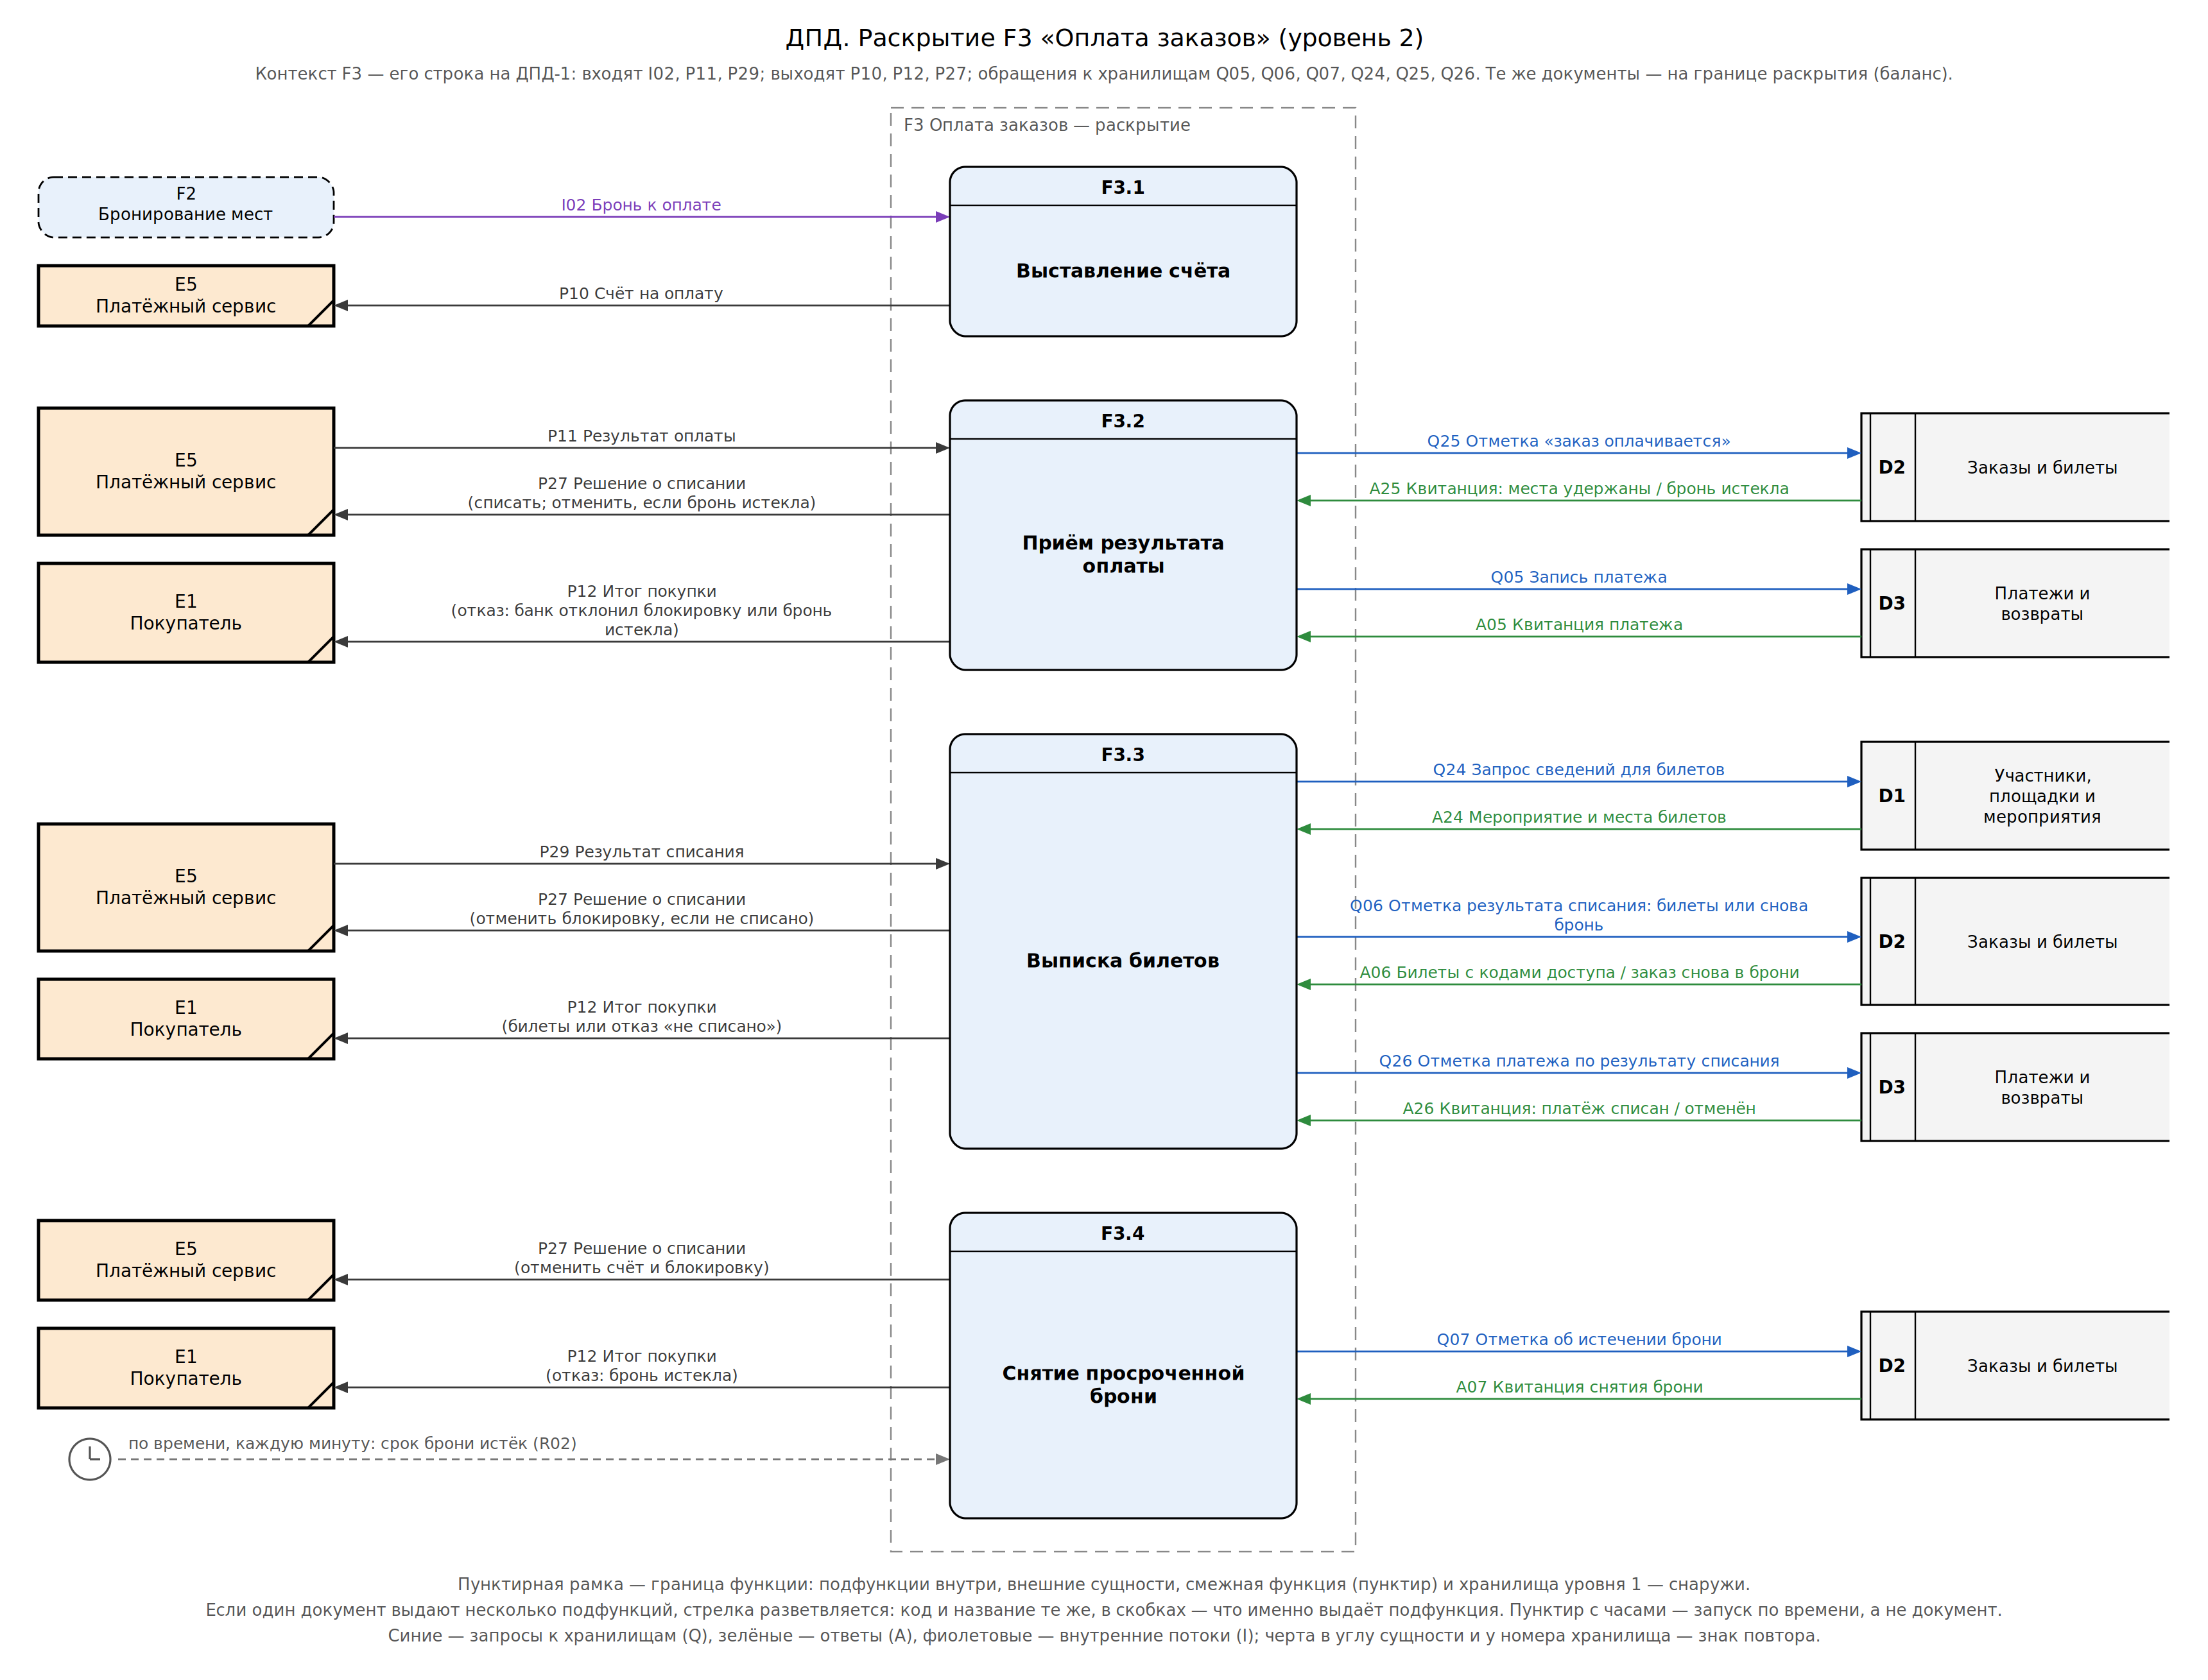 ДПД. Раскрытие F3 «Оплата заказов» (уровень 2)
Контекст F3 — его строка на ДПД-1: входят I02, P11, P29; выходят P10, P12, P27; обращения к хранилищам Q05, Q06, Q07, Q24, Q25, Q26. Те же документы — на границе раскрытия (баланс).
F3 Оплата заказов — раскрытие
F2
Бронирование мест
I02 Бронь к оплате
F3.1
Выставление счёта
E5
Платёжный сервис
P10 Счёт на оплату
E5
Платёжный сервис
P11 Результат оплаты
P27 Решение о списании
(списать; отменить, если бронь истекла)
E1
Покупатель
P12 Итог покупки
(отказ: банк отклонил блокировку или бронь
истекла)
F3.2
Приём результата
оплаты
Q25 Отметка «заказ оплачивается»
A25 Квитанция: места удержаны / бронь истекла
D2
Заказы и билеты
Q05 Запись платежа
A05 Квитанция платежа
D3
Платежи и
возвраты
E5
Платёжный сервис
P29 Результат списания
P27 Решение о списании
(отменить блокировку, если не списано)
E1
Покупатель
P12 Итог покупки
(билеты или отказ «не списано»)
F3.3
Выписка билетов
Q24 Запрос сведений для билетов
A24 Мероприятие и места билетов
D1
Участники,
площадки и
мероприятия
Q06 Отметка результата списания: билеты или снова
бронь
A06 Билеты с кодами доступа / заказ снова в брони
D2
Заказы и билеты
Q26 Отметка платежа по результату списания
A26 Квитанция: платёж списан / отменён
D3
Платежи и
возвраты
E5
Платёжный сервис
P27 Решение о списании
(отменить счёт и блокировку)
E1
Покупатель
P12 Итог покупки
(отказ: бронь истекла)
по времени, каждую минуту: срок брони истёк (R02)
F3.4
Снятие просроченной
брони
Q07 Отметка об истечении брони
A07 Квитанция снятия брони
D2
Заказы и билеты
Пунктирная рамка — граница функции: подфункции внутри, внешние сущности, смежная функция (пунктир) и хранилища уровня 1 — снаружи.
Если один документ выдают несколько подфункций, стрелка разветвляется: код и название те же, в скобках — что именно выдаёт подфункция. Пунктир с часами — запуск по времени, а не документ.
Синие — запросы к хранилищам (Q), зелёные — ответы (A), фиолетовые — внутренние потоки (I); черта в углу сущности и у номера хранилища — знак повтора.